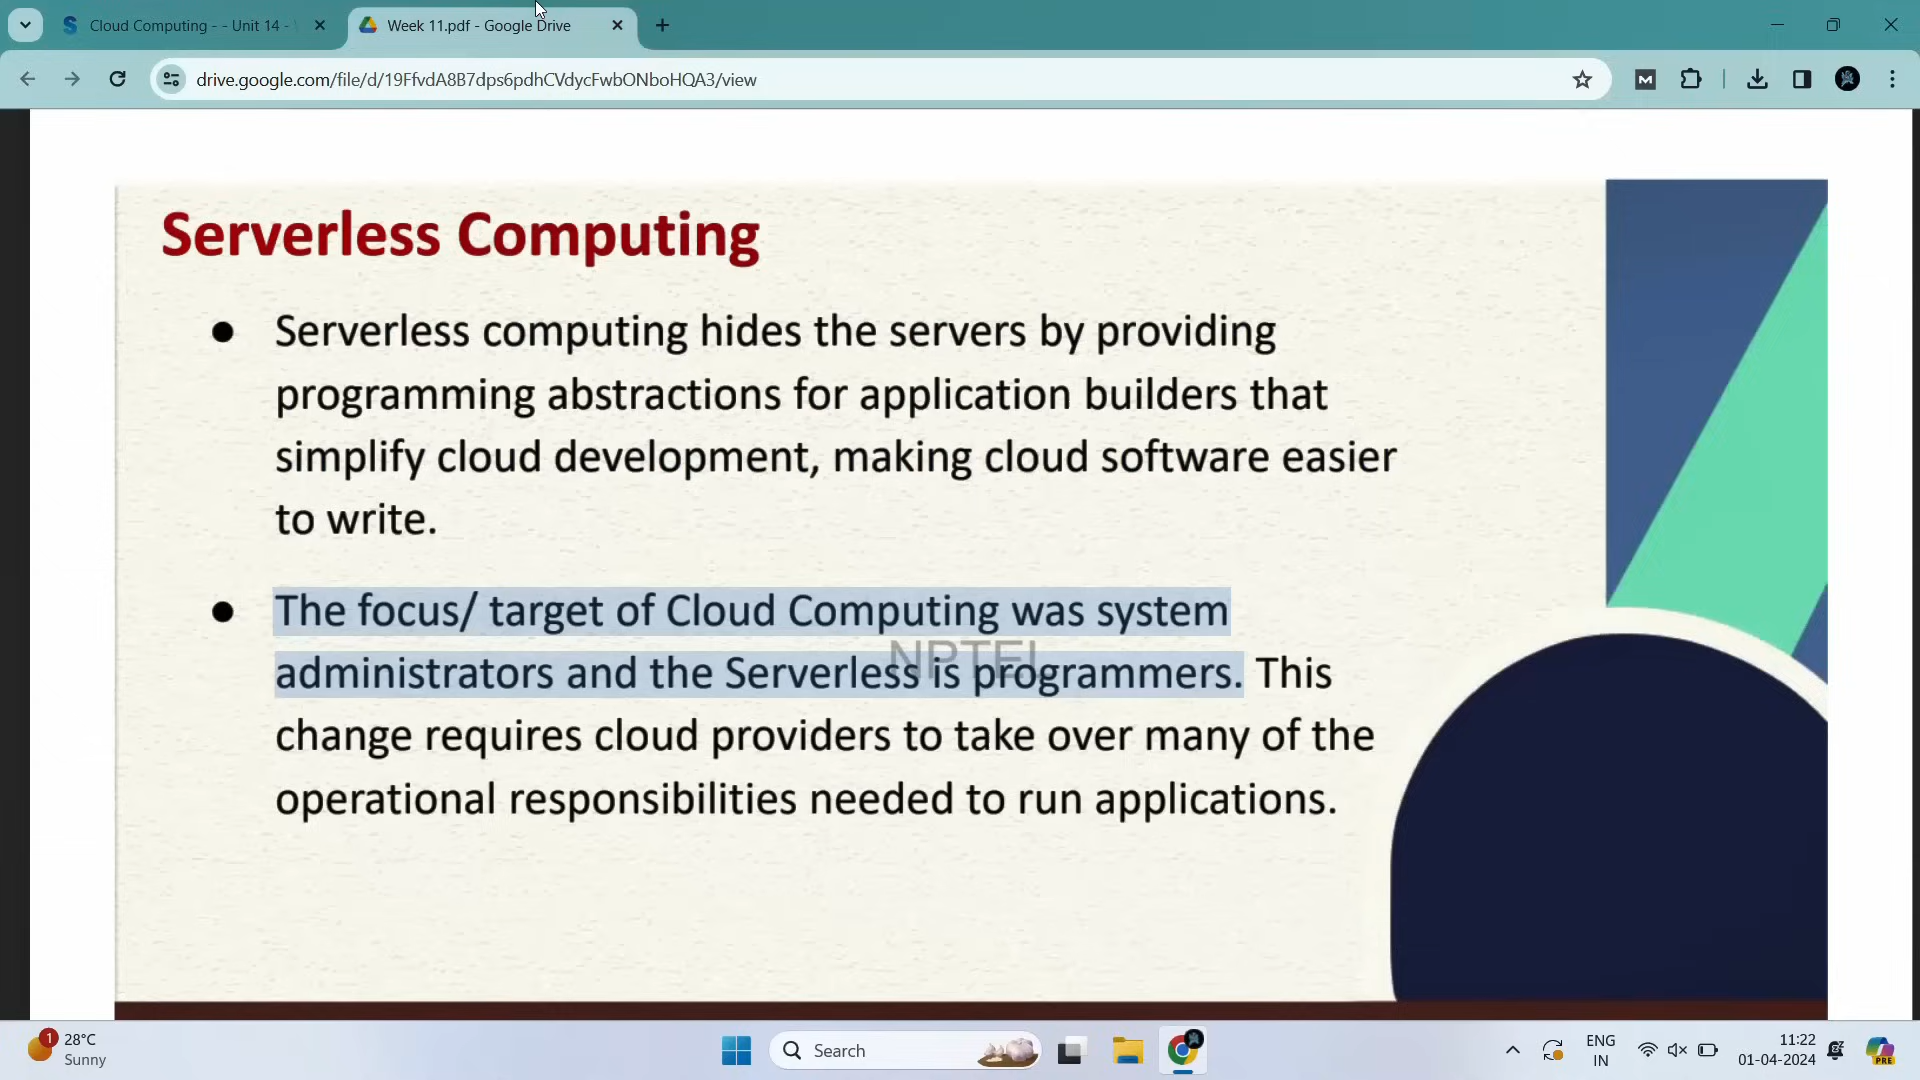 Cloud Computing - - Unit 14 -
Week 11.pdf - Google Drive
drive.google.com/file/d/19FfvdA8B7dps6pdhCVdycFwbONboHQA3/view
Serverless Computing
● Serverless computing hides the servers by providing
programming abstractions for application builders that
simplify cloud development, making cloud software easier
to write.
● The focus/ target of Cloud Computing was system
NPTEL
administrators and the Serverless is programmers. This
change requires cloud providers to take over many of the
operational responsibilities needed to run applications.
1
28°C
Sunny
Search
ENG
IN
11:22
01-04-2024
PRE